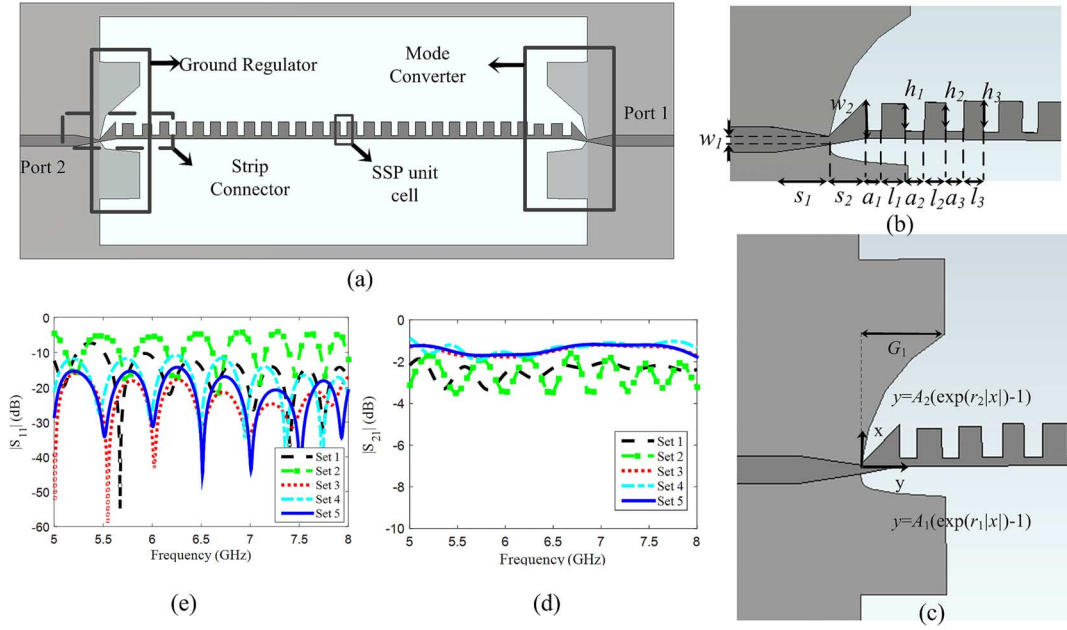 Ground Regulator
Mode
Converter
Port 1
Port 2
Strip
Connector
SSP unit
cell
(a)
w2
h1
h2
h3
w1
s1
s2
a1
l1
a2
l2
a3
l3
(b)
G1
y=A2(exp(r2|x|)-1)
x
y
y=A1(exp(r1|x|)-1)
(c)
0
-10
-20
-30
-40
-50
-60
|S11| (dB)
5
5.5
6
6.5
7
7.5
8
Frequency (GHz)
Set 1
Set 2
Set 3
Set 4
Set 5
(e)
0
-2
-4
-6
-8
-10
|S21| (dB)
5
5.5
6
6.5
7
7.5
8
Frequency (GHz)
Set 1
Set 2
Set 3
Set 4
Set 5
(d)